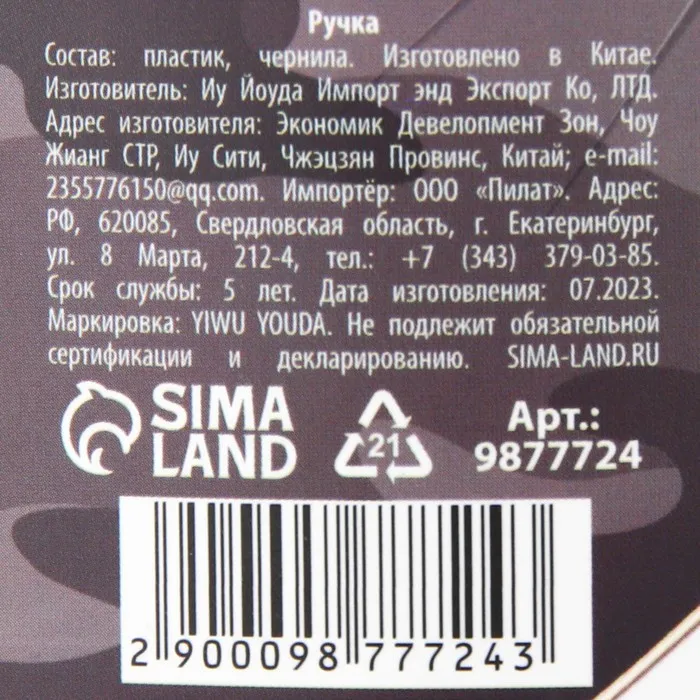 Ручка
Состав: пластик, чернила. Изготовлено в Китае.
Изготовитель: Иу Йоуда Импорт энд Экспорт Ко, ЛТД.
Адрес изготовителя: Экономик Девелопмент Зон, Чоу
Жианг СТР, Иу Сити, Чжэцзян Провинс, Китай; e-mail:
2355776150@qq.com. Импортёр: ООО «Пилат». Адрес:
РФ, 620085, Свердловская область, г. Екатеринбург,
ул. 8 Марта, 212-4, тел.: +7 (343) 379-03-85.
Срок службы: 5 лет. Дата изготовления: 07.2023.
Маркировка: YIWU YOUDA. Не подлежит обязательной
сертификации и декларированию. SIMA-LAND.RU
SIMA
LAND
21
Арт.:
9877724
2 900098 777243